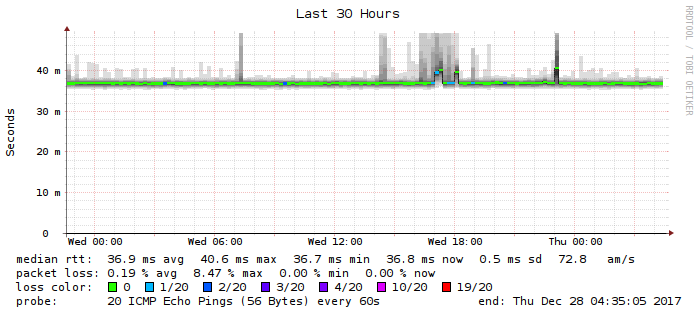 Last 30 Hours
RRDTOOL / TOBI OETIKER
Seconds
40 m
30 m
20 m
10 m
0
Wed 00:00 Wed 06:00 Wed 12:00 Wed 18:00 Thu 00:00
median rtt: 36.9 ms avg 40.6 ms max 36.7 ms min 36.8 ms now 0.5 ms sd 72.8 am/s
packet loss: 0.19 % avg 8.47 % max 0.00 % min 0.00 % now
loss color: 0 1/20 2/20 3/20 4/20 10/20 19/20
probe: 20 ICMP Echo Pings (56 Bytes) every 60s end: Thu Dec 28 04:35:05 2017